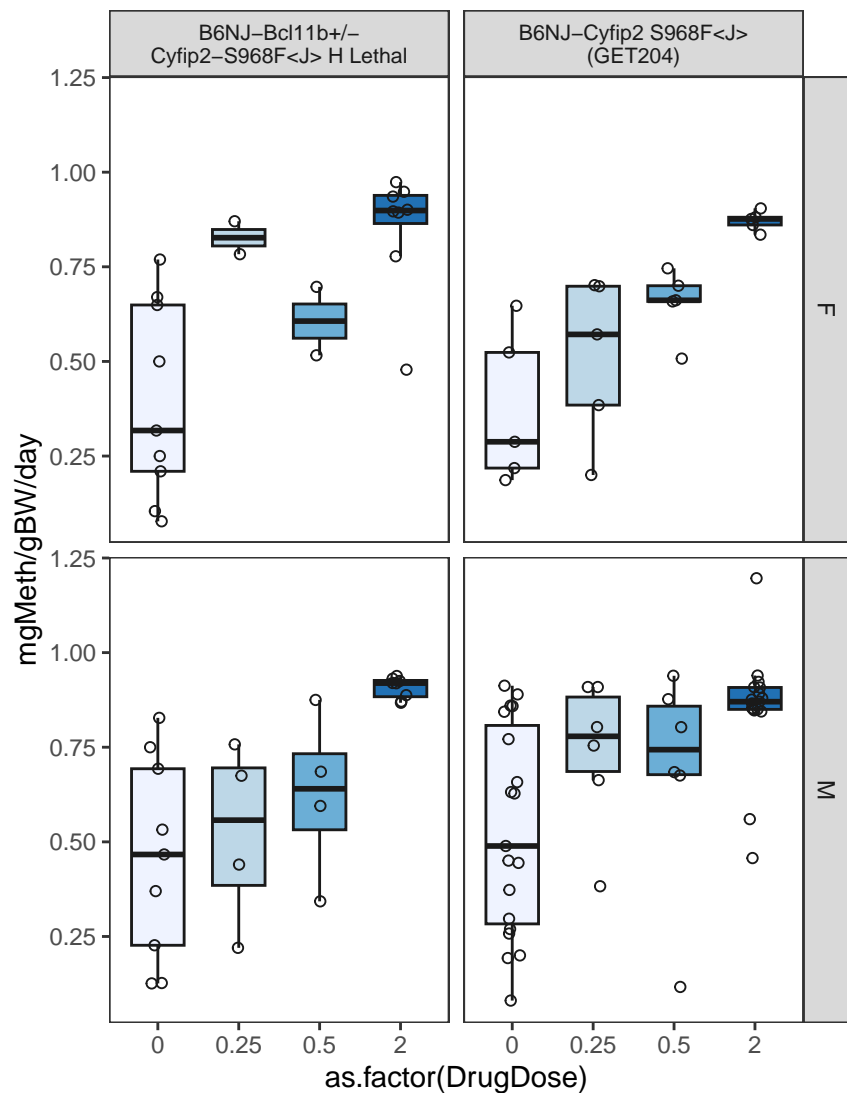 B6NJ−Bcl11b+/−
Cyfip2−S968F<J> H Lethal
B6NJ−Cyfip2 S968F<J>
(GET204)
1.25
1.00
0.75
0.50
0.25
F
1.25
1.00
0.75
0.50
0.25
M
mgMeth/gBW/day
0 0.25 0.5 2
0 0.25 0.5 2
as.factor(DrugDose)